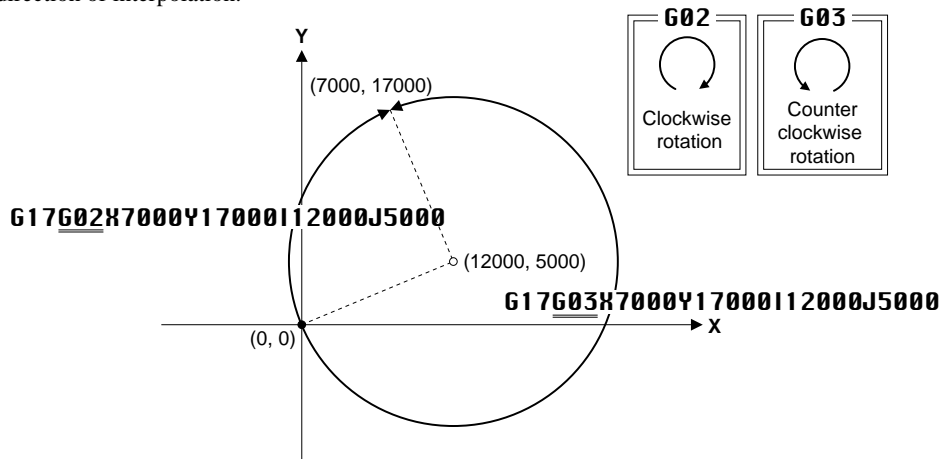 direction of interpolation.
G02
Clockwise
rotation
G03
Counter
clockwise
rotation
Y
(7000, 17000)
G17G02X7000Y17000I12000J5000
(12000, 5000)
G17G03X7000Y17000I12000J5000
X
(0, 0)